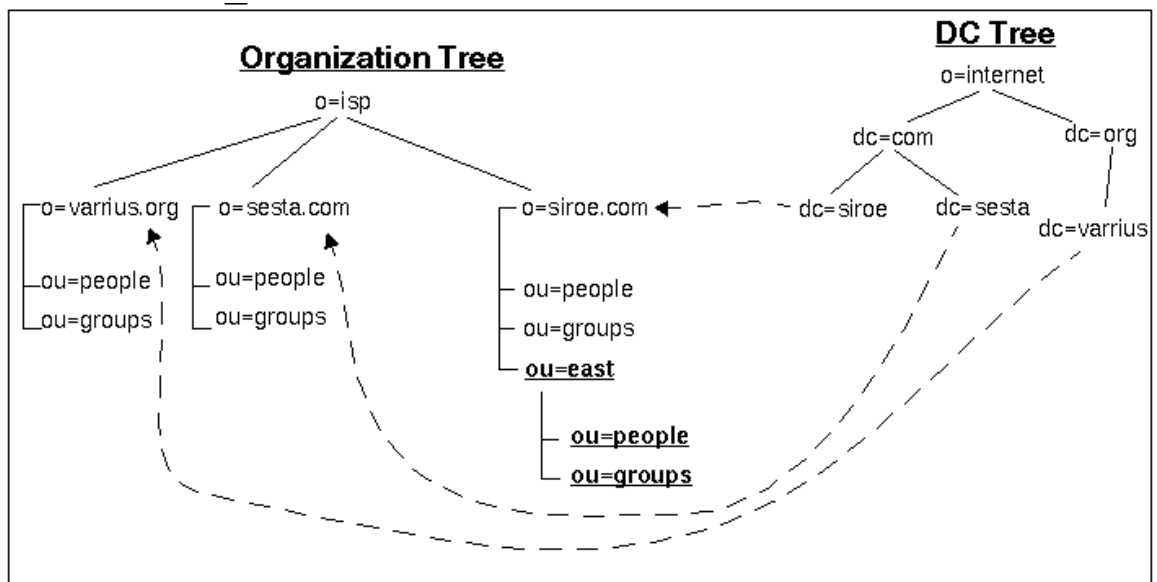 Organization Tree
DC Tree
o=isp
o=internet
dc=com
dc=org
o=varrius.org
o=sesta.com
o=siroe.com
dc=siroe
dc=sesta
dc=varrius
ou=people
ou=groups
ou=people
ou=groups
ou=people
ou=groups
ou=east
ou=people
ou=groups